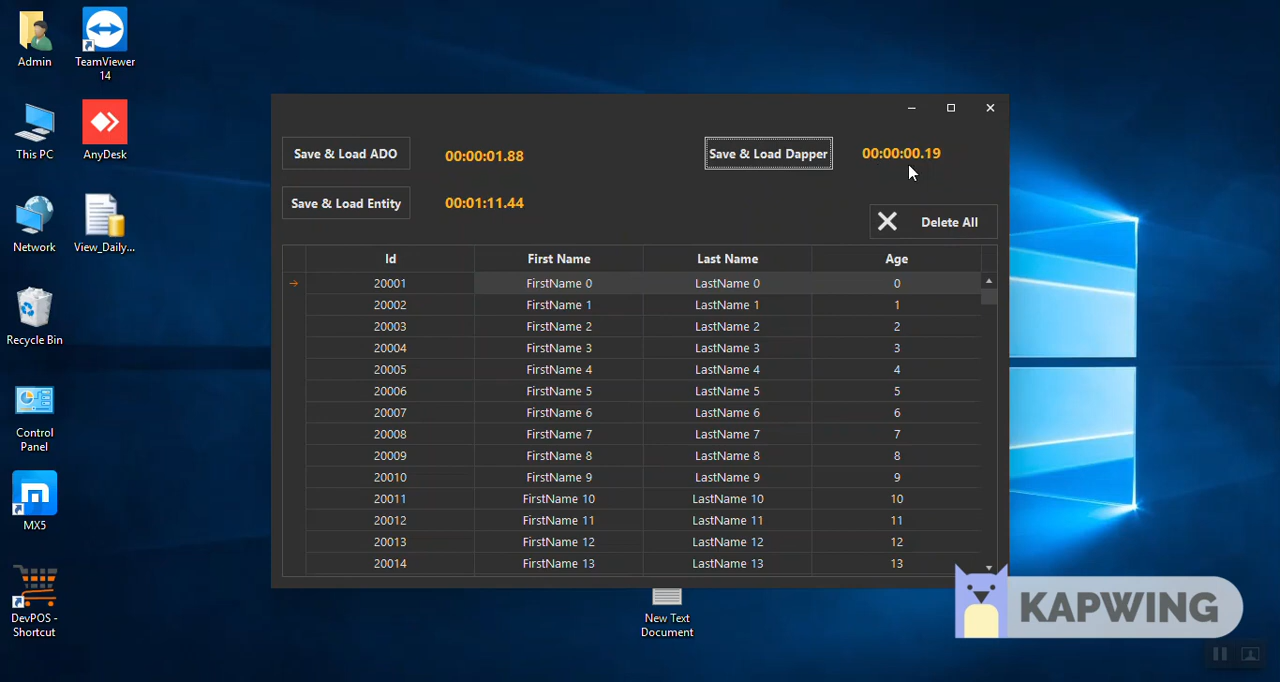 Admin
TeamViewer
14
This PC
AnyDesk
Network
View_Daily...
Recycle Bin
Control
Panel
MX5
DevPOS -
Shortcut
Save & Load ADO
00:00:01.88
Save & Load Dapper
00:00:00.19
Save & Load Entity
00:01:11.44
Delete All
Id First Name Last Name Age
20001 FirstName 0 LastName 0 0
20002 FirstName 1 LastName 1 1
20003 FirstName 2 LastName 2 2
20004 FirstName 3 LastName 3 3
20005 FirstName 4 LastName 4 4
20006 FirstName 5 LastName 5 5
20007 FirstName 6 LastName 6 6
20008 FirstName 7 LastName 7 7
20009 FirstName 8 LastName 8 8
20010 FirstName 9 LastName 9 9
20011 FirstName 10 LastName 10 10
20012 FirstName 11 LastName 11 11
20013 FirstName 12 LastName 12 12
20014 FirstName 13 LastName 13 13
New Text
Document
KAPWING